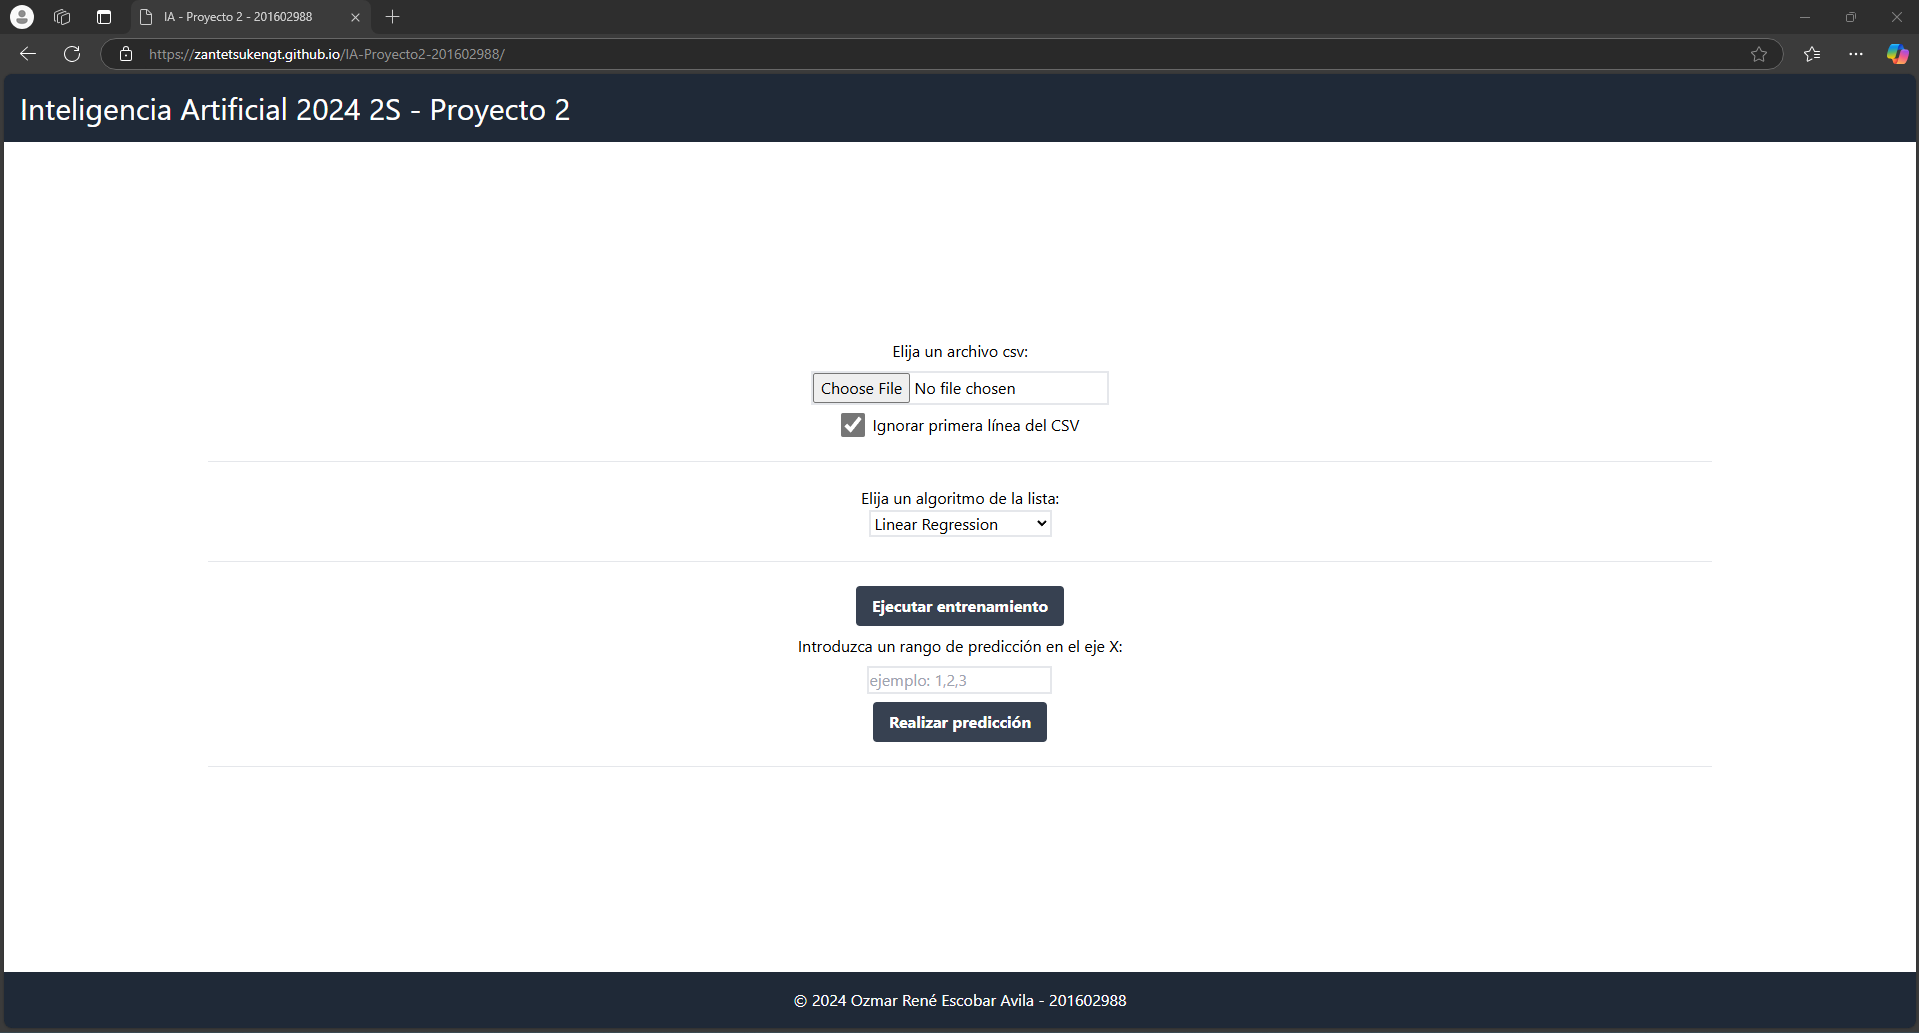 IA - Proyecto 2 - 201602988
https://zantetsukengt.github.io/IA-Proyecto2-201602988/
Inteligencia Artificial 2024 2S - Proyecto 2
Elija un archivo csv:
Choose File No file chosen
Ignorar primera línea del CSV
Elija un algoritmo de la lista:
Linear Regression
Ejecutar entrenamiento
Introduzca un rango de predicción en el eje X:
ejemplo: 1,2,3
Realizar predicción
© 2024 Ozmar René Escobar Avila - 201602988